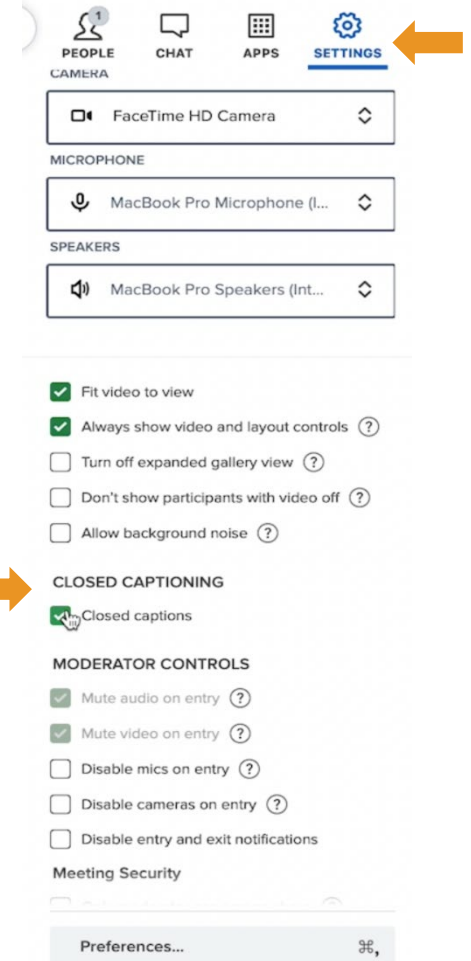 1
PEOPLE CHAT APPS SETTINGS
CAMERA
FaceTime HD Camera
MICROPHONE
MacBook Pro Microphone (I...
SPEAKERS
MacBook Pro Speakers (Int...
Fit video to view
Always show video and layout controls ?
Turn off expanded gallery view ?
Don't show participants with video off ?
Allow background noise ?
CLOSED CAPTIONING
Closed captions
MODERATOR CONTROLS
Mute audio on entry ?
Mute video on entry ?
Disable mics on entry ?
Disable cameras on entry ?
Disable entry and exit notifications
Meeting Security
Preferences... ⌘,